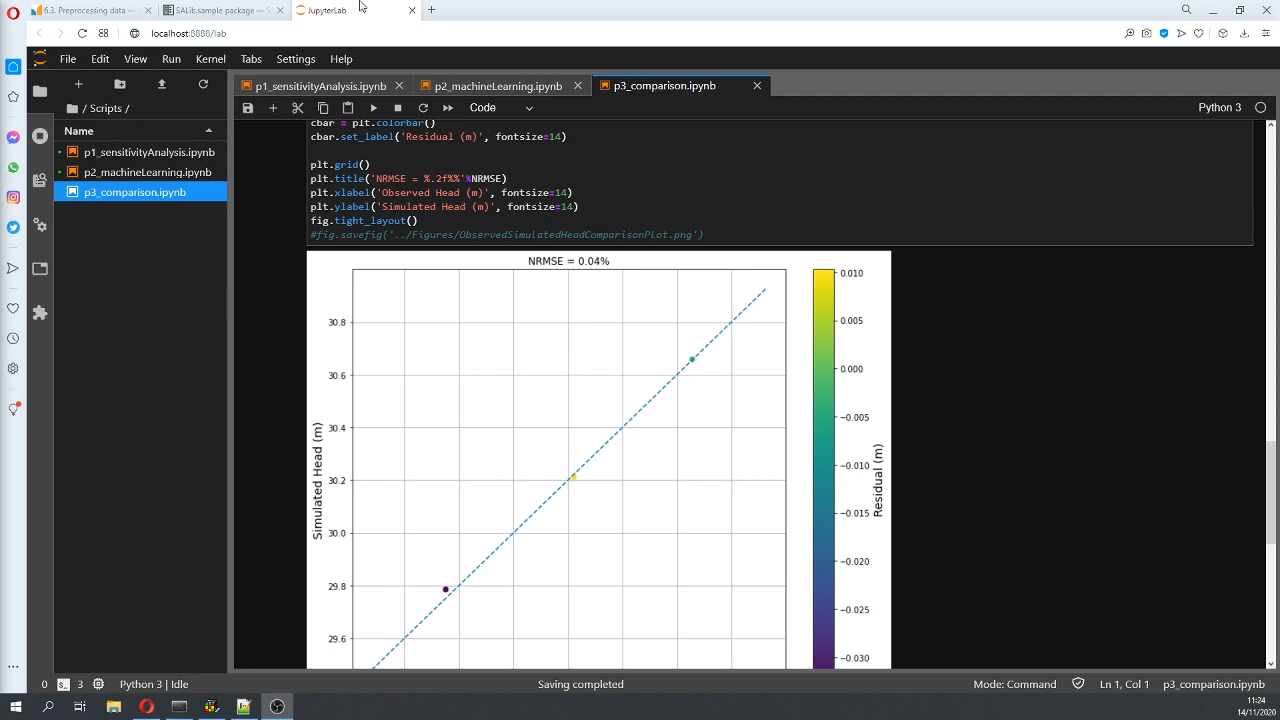 6.3. Preprocessing data —
SALib.sample package —
JupyterLab
localhost:8888/lab
File Edit View Run Kernel Tabs Settings Help
p1_sensitivityAnalysis.ipynb
p2_machineLearning.ipynb
p3_comparison.ipynb
/ Scripts /
Code
Python 3
Name
p1_sensitivityAnalysis.ipynb
p2_machineLearning.ipynb
p3_comparison.ipynb
cbar = plt.colorbar()
cbar.set_label('Residual (m)', fontsize=14)
plt.grid()
plt.title('NRMSE = %.2f%%'%NRMSE)
plt.xlabel('Observed Head (m)', fontsize=14)
plt.ylabel('Simulated Head (m)', fontsize=14)
fig.tight_layout()
#fig.savefig('../Figures/ObservedSimulatedHeadComparisonPLot.png')
NRMSE = 0.04%
30.8
30.6
30.4
30.2
30.0
29.8
29.6
Simulated Head (m)
0.010
0.005
0.000
−0.005
−0.010
−0.015
−0.020
−0.025
−0.030
Residual (m)
0
3
Python 3 | Idle
Saving completed
Mode: Command
Ln 1, Col 1
p3_comparison.ipynb
11:24
14/11/2020